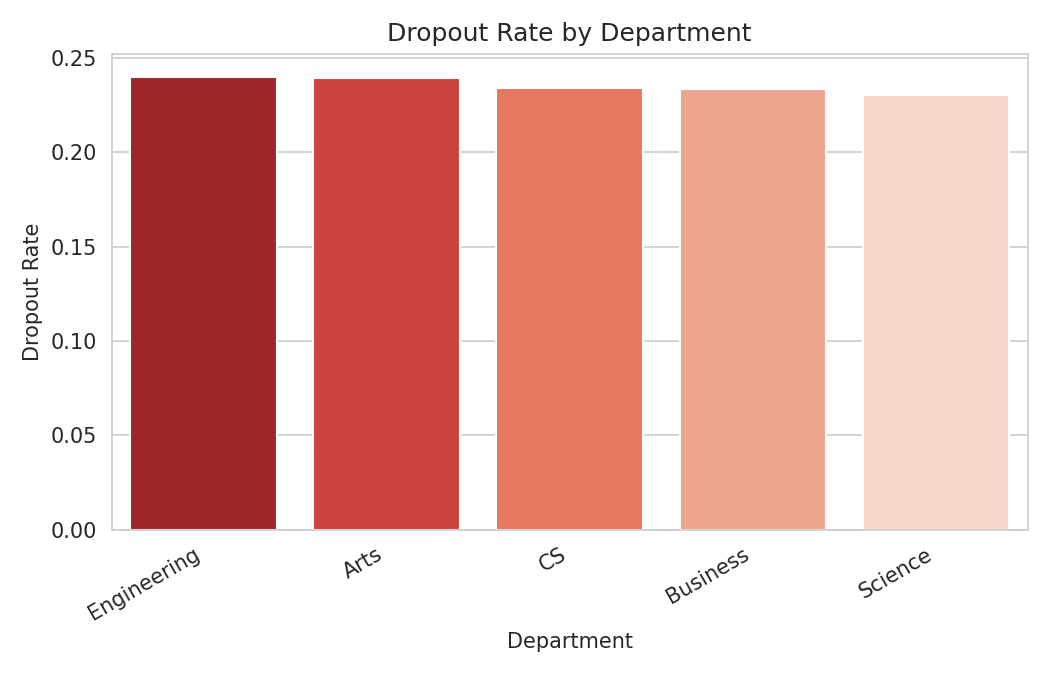 Dropout Rate by Department
Dropout Rate
0.25
0.20
0.15
0.10
0.05
0.00
Engineering
Arts
CS
Business
Science
Department